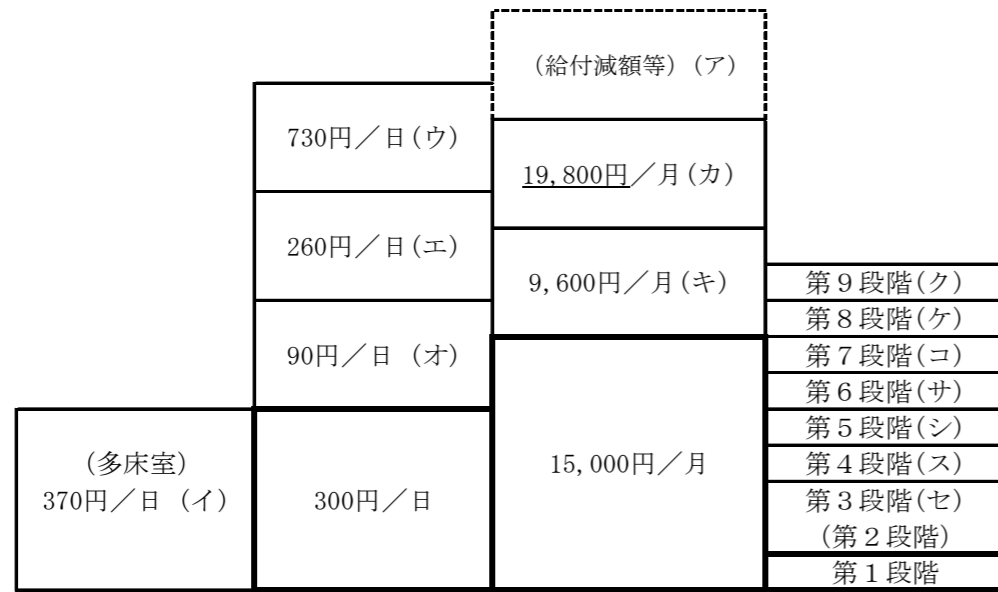 （給付減額等）(ア)
730円／日(ウ)
19,800円／月(カ)
260円／日(エ)
9,600円／月(キ)
第９段階(ク)
第８段階(ケ)
90円／日 (オ)
第７段階(コ)
第６段階(サ)
第５段階(シ)
（多床室）
370円／日 (イ)
300円／日
15,000円／月
第４段階(ス)
第３段階(セ)
(第２段階)
第１段階